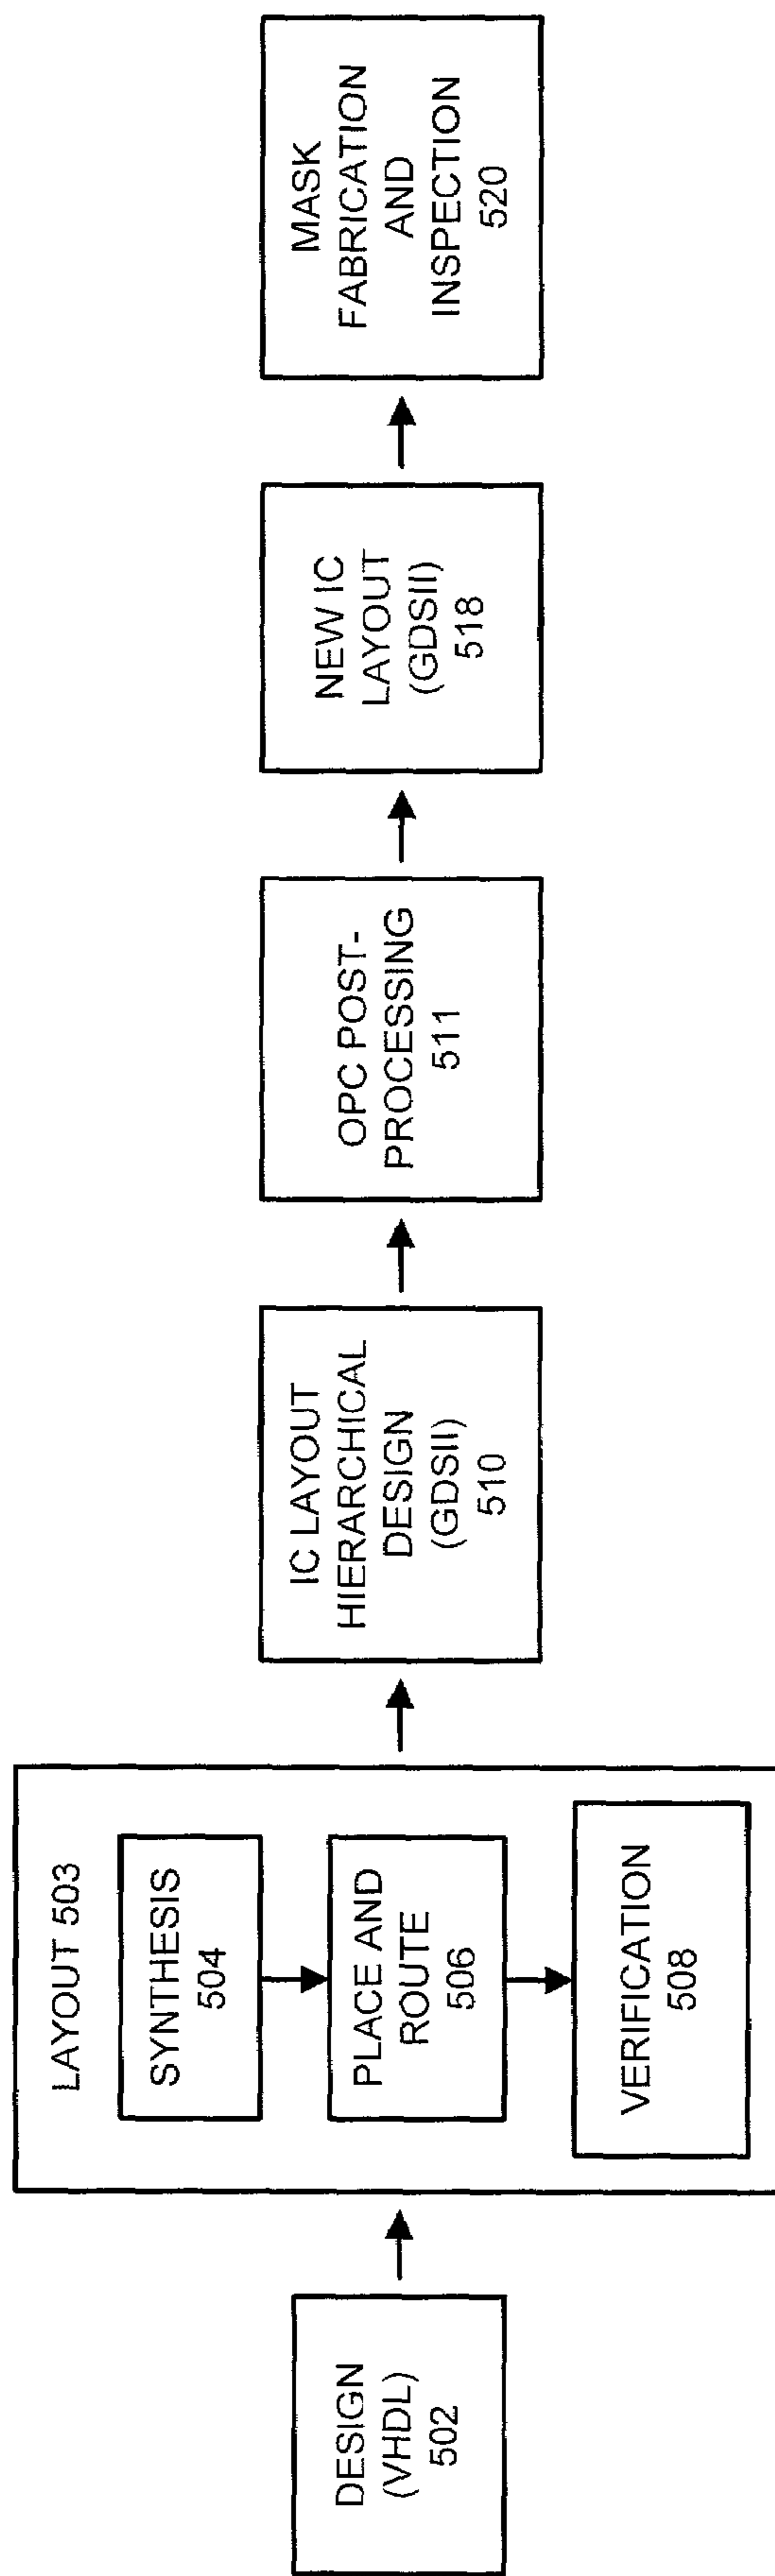 DESIGN
(VHDL)
502
LAYOUT 503
SYNTHESIS
504
PLACE AND
ROUTE
506
VERIFICATION
508
IC LAYOUT
HIERARCHICAL
DESIGN
(GDSII)
510
OPC POST-
PROCESSING
511
NEW IC
LAYOUT
(GDSII)
518
MASK
FABRICATION
AND
INSPECTION
520